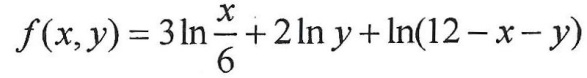 f(x, y) = 3 ln x/6 + 2 ln y + ln(12 − x − y)